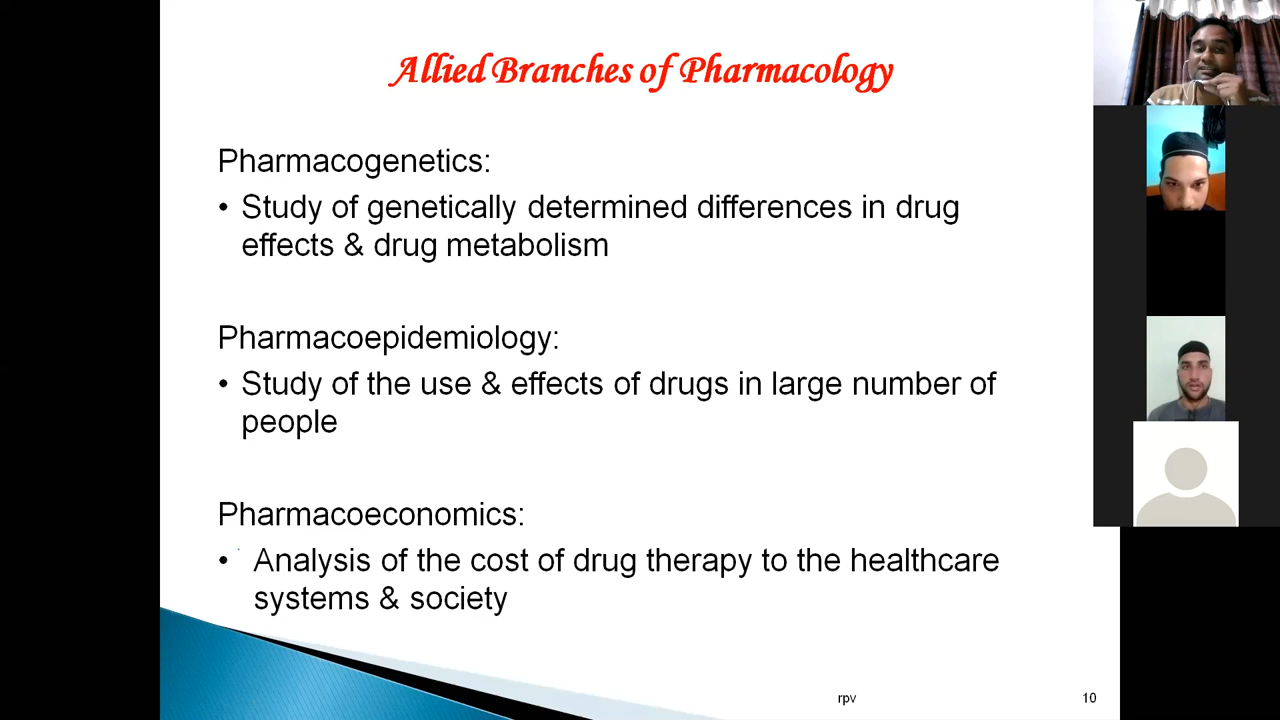 Allied Branches of Pharmacology
Pharmacogenetics:
• Study of genetically determined differences in drug
effects & drug metabolism
Pharmacoepidemiology:
• Study of the use & effects of drugs in large number of
people
Pharmacoeconomics:
• Analysis of the cost of drug therapy to the healthcare
systems & society
rpv
10